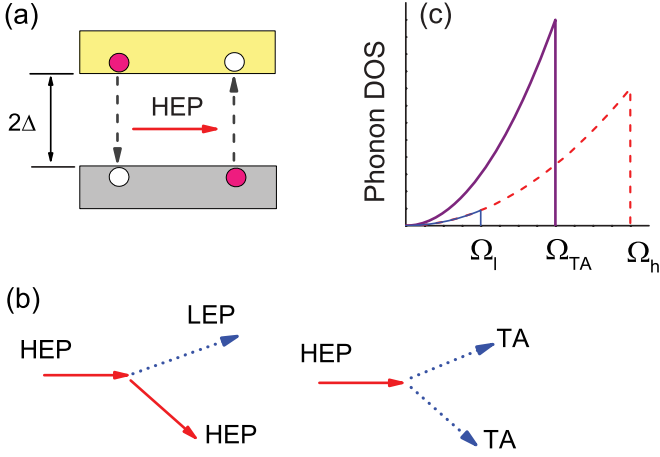 (a)
HEP
2Δ
(c)
Phonon DOS
Ω_l Ω_TA Ω_h
(b)
HEP
LEP
HEP
HEP
TA
TA